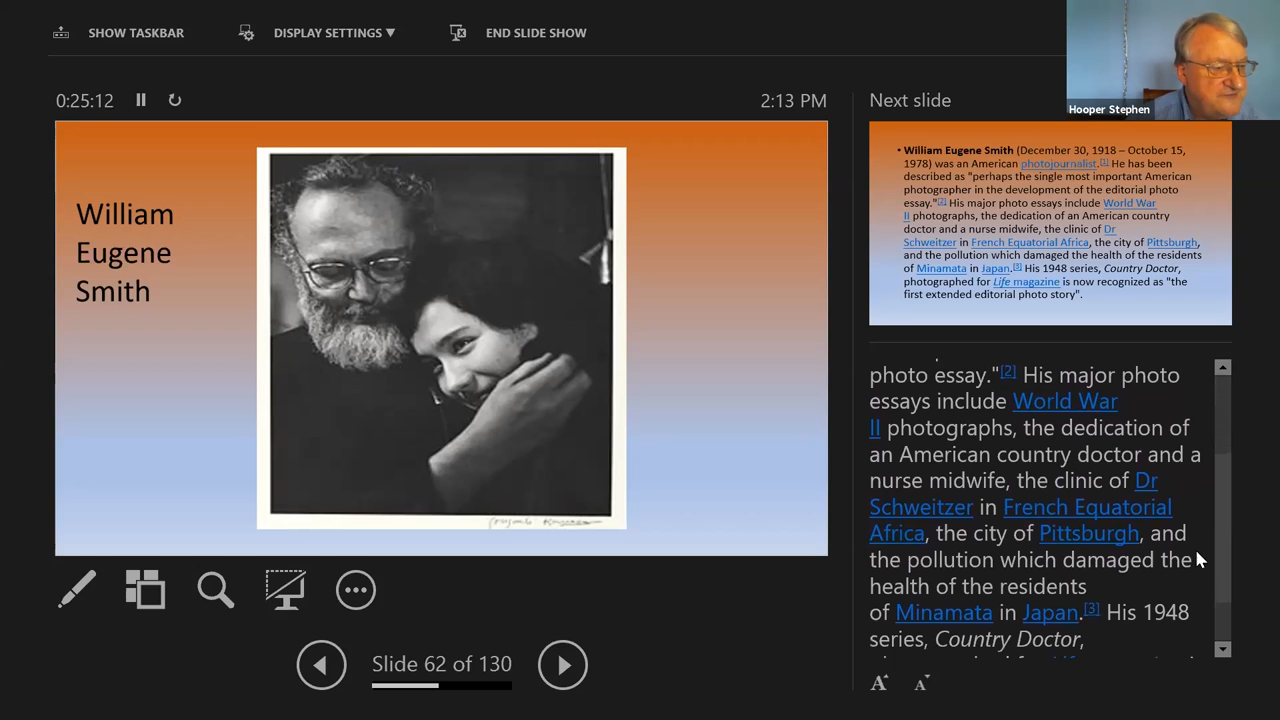 SHOW TASKBAR
DISPLAY SETTINGS ▼
END SLIDE SHOW
Hooper Stephen
0:25:12
2:13 PM
Next slide
William
Eugene
Smith
• William Eugene Smith (December 30, 1918 – October 15,
1978) was an American photojournalist.[1] He has been
described as "perhaps the single most important American
photographer in the development of the editorial photo
essay."[2] His major photo essays include World War
II photographs, the dedication of an American country
doctor and a nurse midwife, the clinic of Dr
Schweitzer in French Equatorial Africa, the city of Pittsburgh,
and the pollution which damaged the health of the residents
of Minamata in Japan.[3] His 1948 series, Country Doctor,
photographed for Life magazine is now recognized as "the
first extended editorial photo story".
photo essay."[2] His major photo
essays include World War
II photographs, the dedication of
an American country doctor and a
nurse midwife, the clinic of Dr
Schweitzer in French Equatorial
Africa, the city of Pittsburgh, and
the pollution which damaged the
health of the residents
of Minamata in Japan.[3] His 1948
series, Country Doctor,
Slide 62 of 130
A A